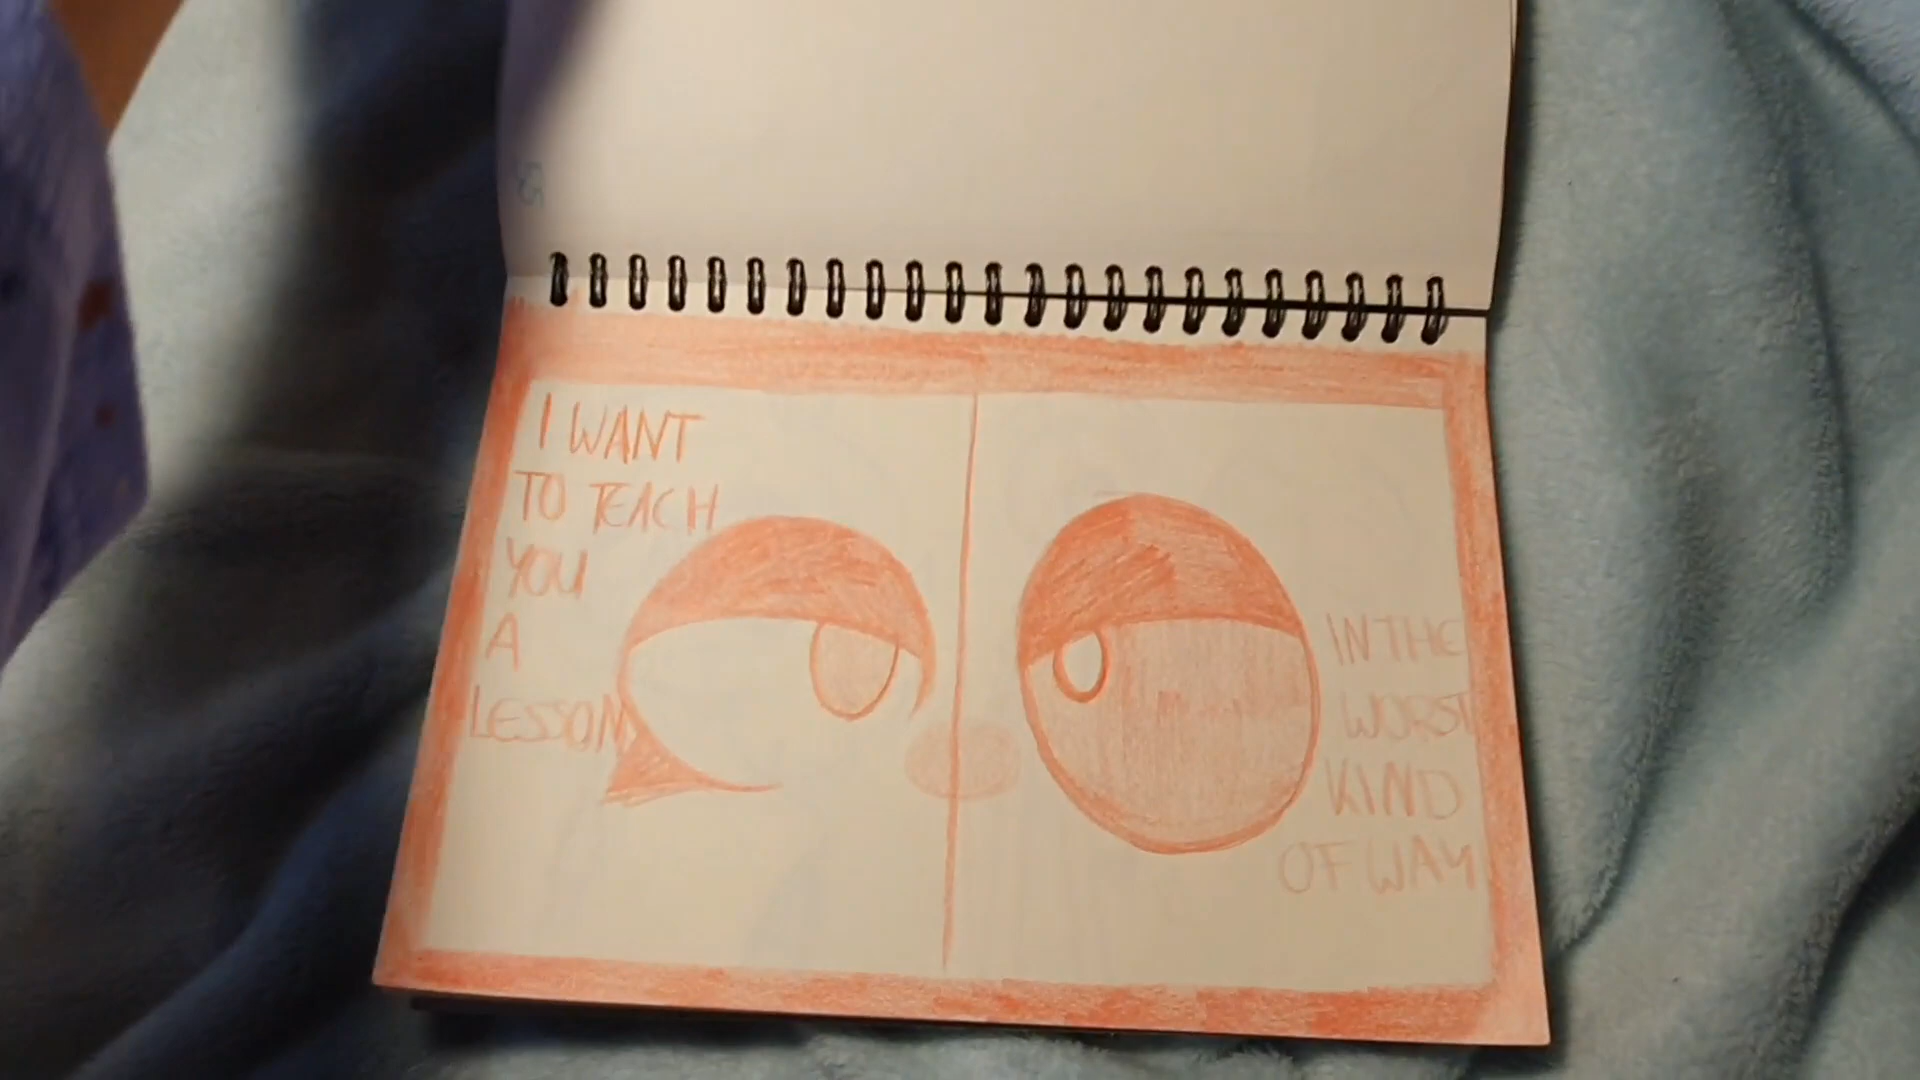 I WANT
TO TEACH
YOU
A
LESSON
IN THE
WORST
KIND
OF WAY